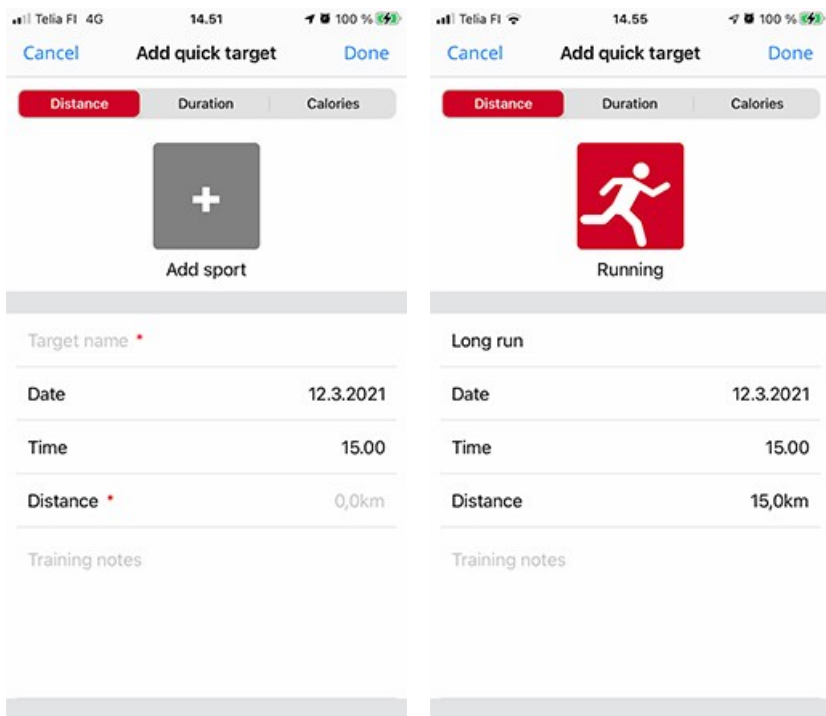 Telia FI 4G 14.51 100 %
Cancel Add quick target Done
Distance Duration Calories
+
Add sport
Target name *
Date 12.3.2021
Time 15.00
Distance * 0,0km
Training notes
Telia FI 14.55 100 %
Cancel Add quick target Done
Distance Duration Calories
Running
Long run
Date 12.3.2021
Time 15.00
Distance 15,0km
Training notes